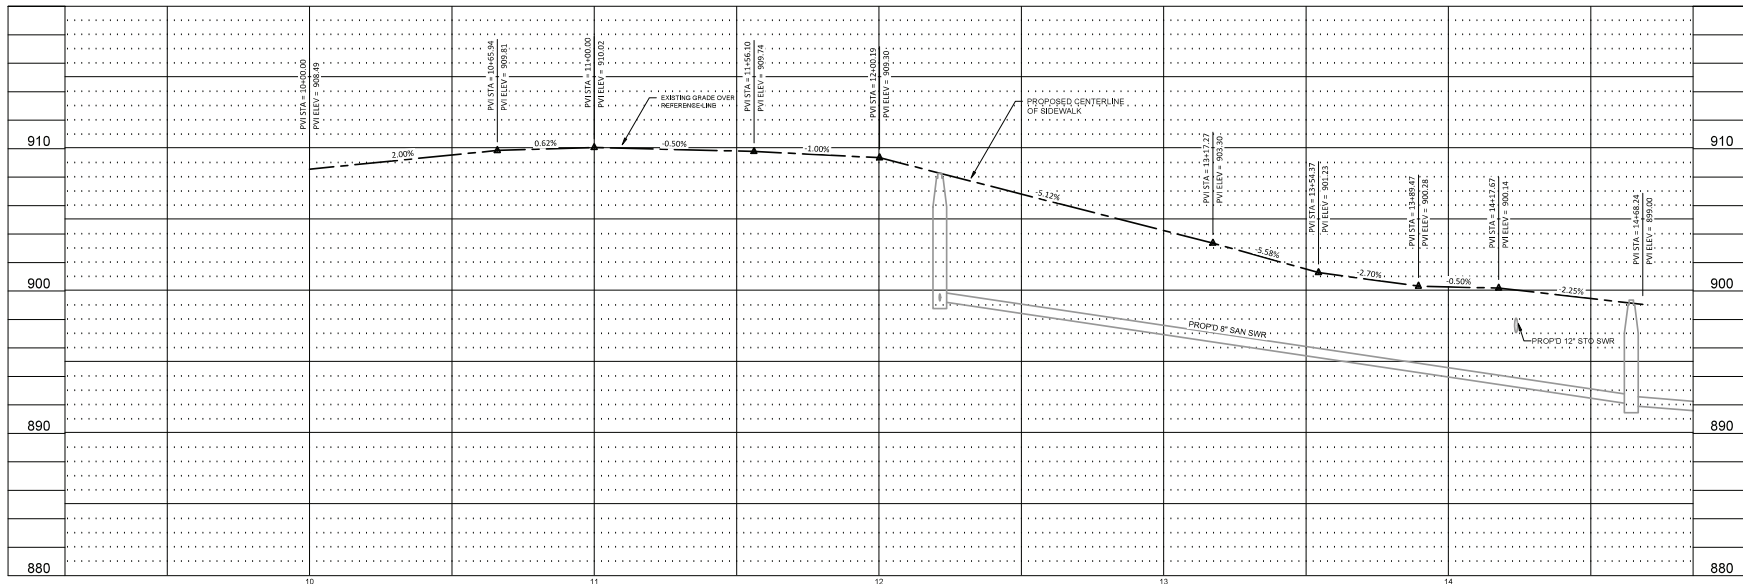 PVI STA = 10+00.00
PVI ELEV = 908.49
PVI STA = 10+65.94
PVI ELEV = 909.81
PVI STA = 11+00.00
PVI ELEV = 910.02
PVI STA = 11+56.10
PVI ELEV = 909.74
PVI STA = 12+00.19
PVI ELEV = 909.30
PVI STA = 13+17.27
PVI ELEV = 903.30
PVI STA = 13+54.37
PVI ELEV = 901.23
PVI STA = 13+89.47
PVI ELEV = 900.28
PVI STA = 14+17.67
PVI ELEV = 900.14
PVI STA = 14+68.24
PVI ELEV = 899.00
EXISTING GRADE OVER
REFERENCE LINE
PROPOSED CENTERLINE
OF SIDEWALK
2.00%
0.62%
-0.50%
-1.00%
-5.12%
-5.58%
-2.70%
-0.50%
-2.25%
PROP'D 8" SAN SWR
PROP'D 12" STO SWR
910
900
890
880
910
900
890
880
10
11
12
13
14